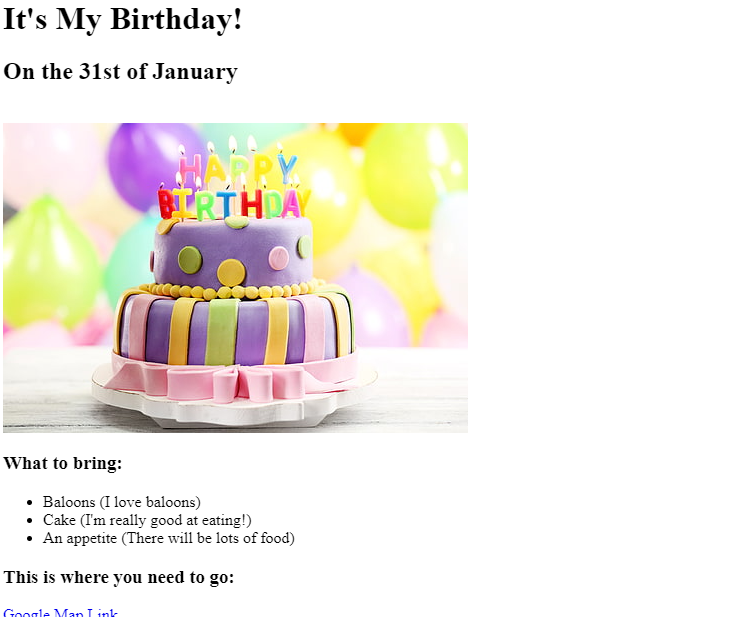 It's My Birthday!
On the 31st of January
HAPPY
BIRTHDAY
What to bring:
Baloons (I love baloons)
Cake (I'm really good at eating!)
An appetite (There will be lots of food)
This is where you need to go:
Google Map Link